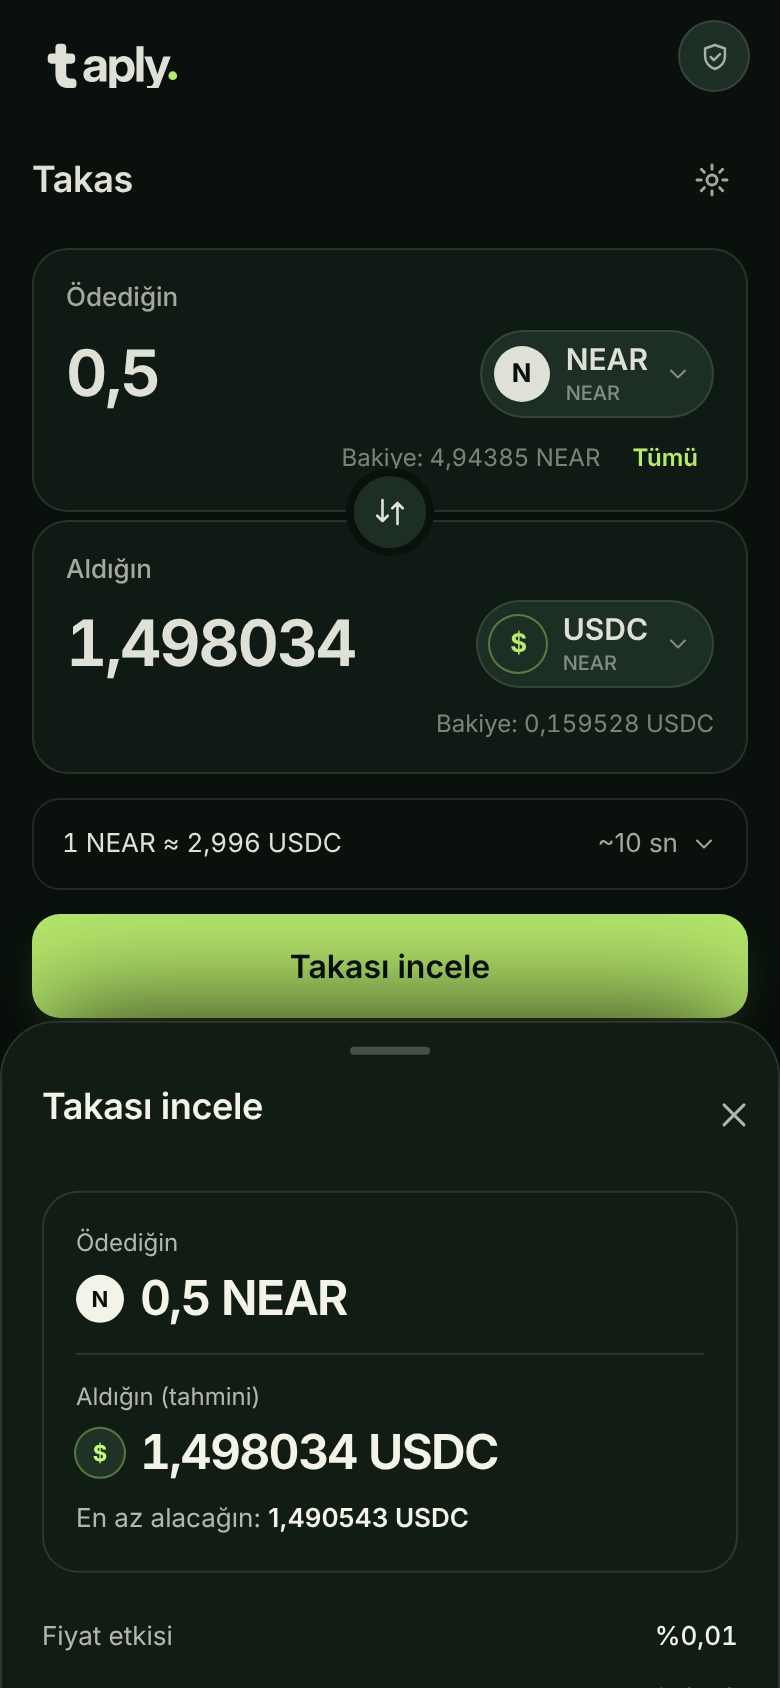 taply.
Takas
Ödediğin
0,5
N
NEAR
NEAR
Bakiye: 4,94385 NEAR
Tümü
Aldığın
1,498034
$
USDC
NEAR
Bakiye: 0,159528 USDC
1 NEAR ≈ 2,996 USDC
~10 sn
Takası incele
Takası incele
Ödediğin
N
0,5 NEAR
Aldığın (tahmini)
$
1,498034 USDC
En az alacağın: 1,490543 USDC
Fiyat etkisi
%0,01